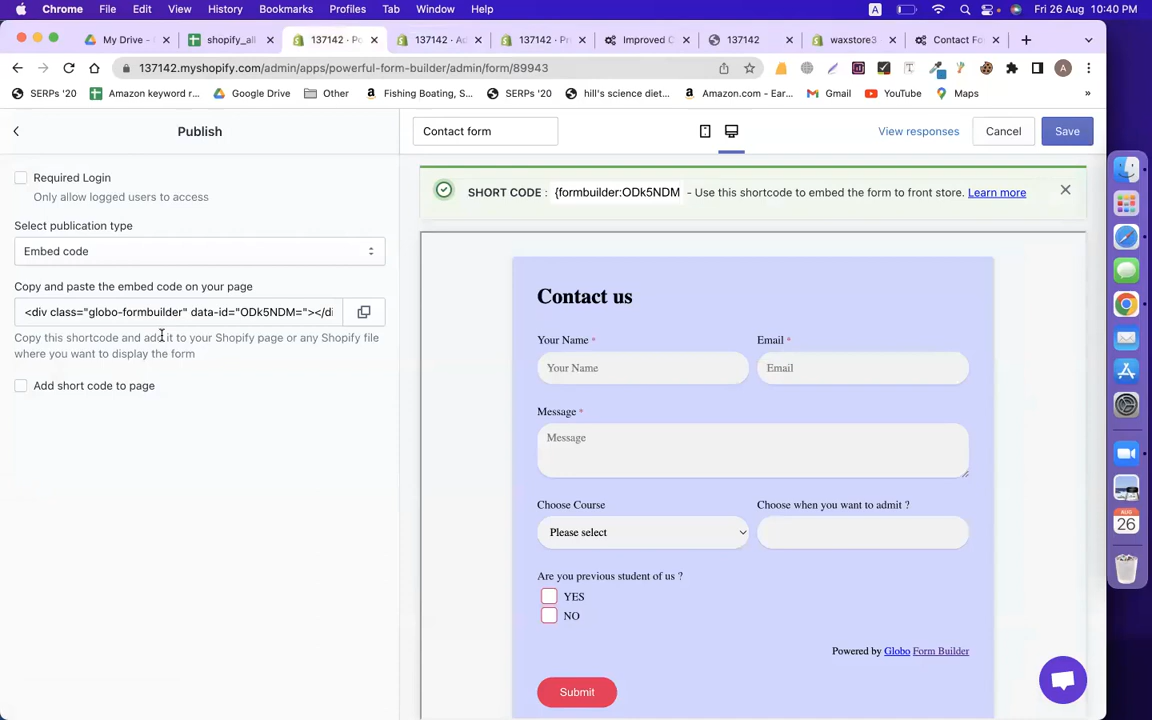 Chrome File Edit View History Bookmarks Profiles Tab Window Help A Fri 26 Aug 10:40 PM
My Drive - shopify_ali 137142 · Po 137142 · Ac 137142 · Pr Improved C 137142 waxstore3 Contact Fo
137142.myshopify.com/admin/apps/powerful-form-builder/admin/form/89943
SERPs '20 Amazon keyword r... Google Drive Other Fishing Boating, S... SERPs '20 hill's science diet... Amazon.com - Ear... Gmail YouTube Maps »
Publish
Contact form
View responses
Cancel
Save
Required Login
Only allow logged users to access
Select publication type
Embed code
Copy and paste the embed code on your page
<div class="globo-formbuilder" data-id="ODk5NDM="></di
Copy this shortcode and add it to your Shopify page or any Shopify file
where you want to display the form
Add short code to page
SHORT CODE : {formbuilder:ODk5NDM - Use this shortcode to embed the form to front store. Learn more
Contact us
Your Name * Email *
Your Name Email
Message *
Message
Choose Course Choose when you want to admit ?
Please select
Are you previous student of us ?
YES
NO
Powered by Globo Form Builder
Submit
AUG
26